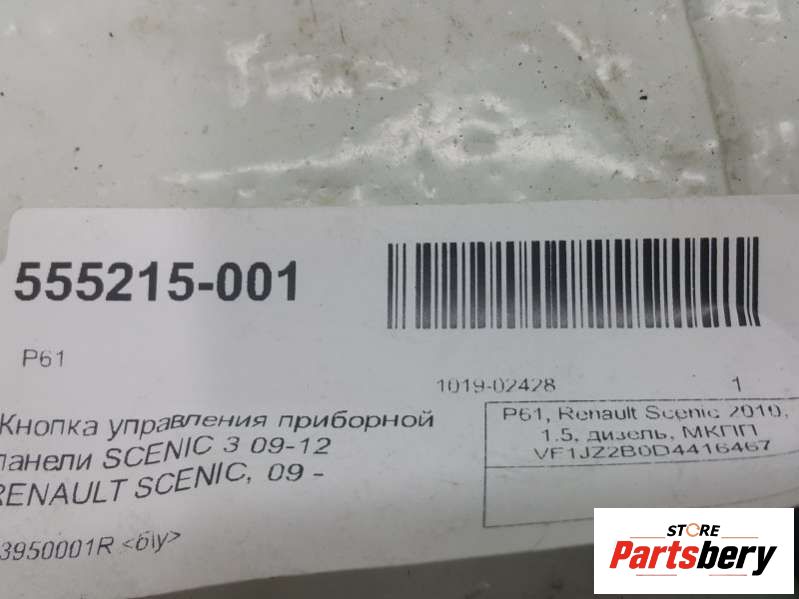 555215-001
P61
1019-02428 1
Кнопка управления приборной
панели SCENIC 3 09-12
RENAULT SCENIC, 09 -
3950001R <б\у>
P61, Renault Scenic 2010,
1.5, дизель, МКПП
VF1JZ2B0D4416467
STORE
Partsbery